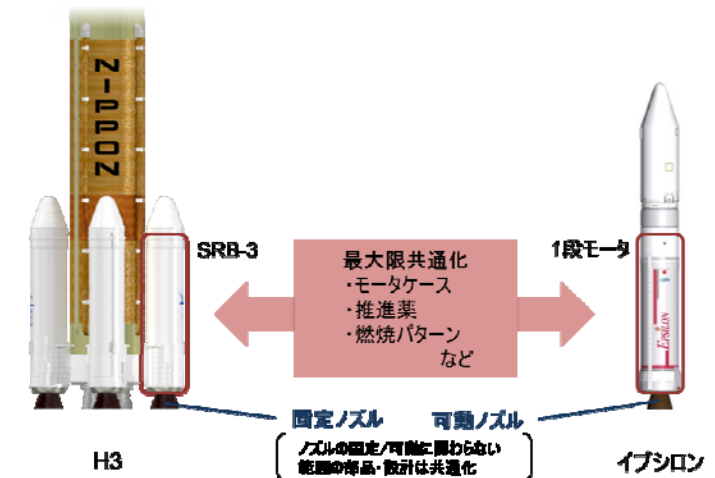 NIPPON
SRB-3
最大限共通化
・モータケース
・推進薬
・燃焼パターン
など
1段モータ
EPSILON
固定ノズル
可動ノズル
ノズルの固定/可動に関わらない
範囲の部品・設計は共通化
H3
イプシロン